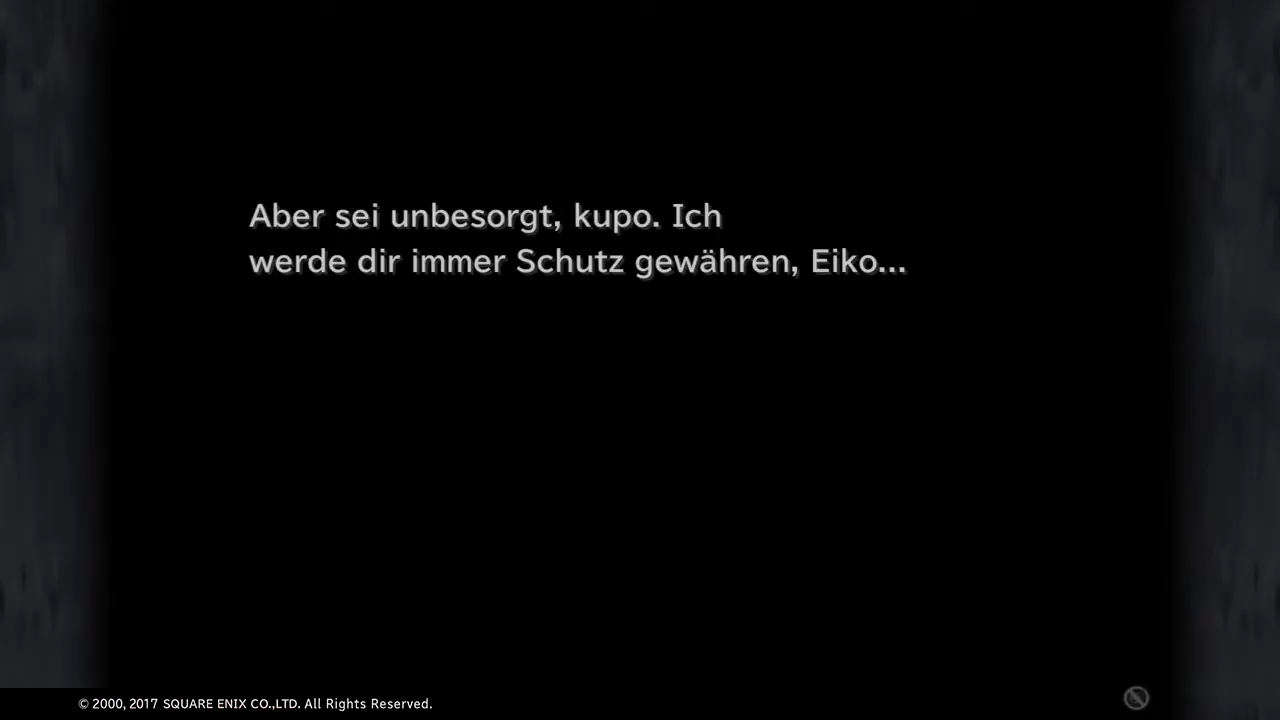 Aber sei unbesorgt, kupo. Ich
werde dir immer Schutz gewähren, Eiko...
© 2000, 2017 SQUARE ENIX CO.,LTD. All Rights Reserved.